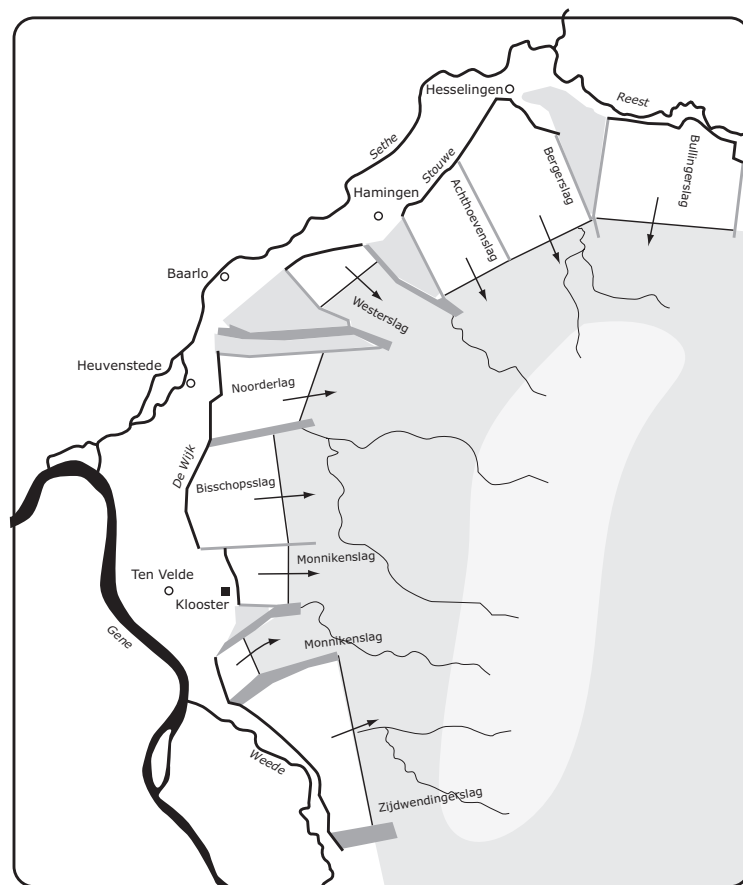 Hesselingen
Reest
Sethe
Stouwe
Bullingerslag
Bergerslag
Achthoevenslag
Hamingen
Baarlo
Westerslag
Heuvenstede
Noorderlag
De Wijk
Bisschopsslag
Monnikenslag
Ten Velde
Klooster
Gene
Monnikenslag
Weede
Zijdwendingerslag